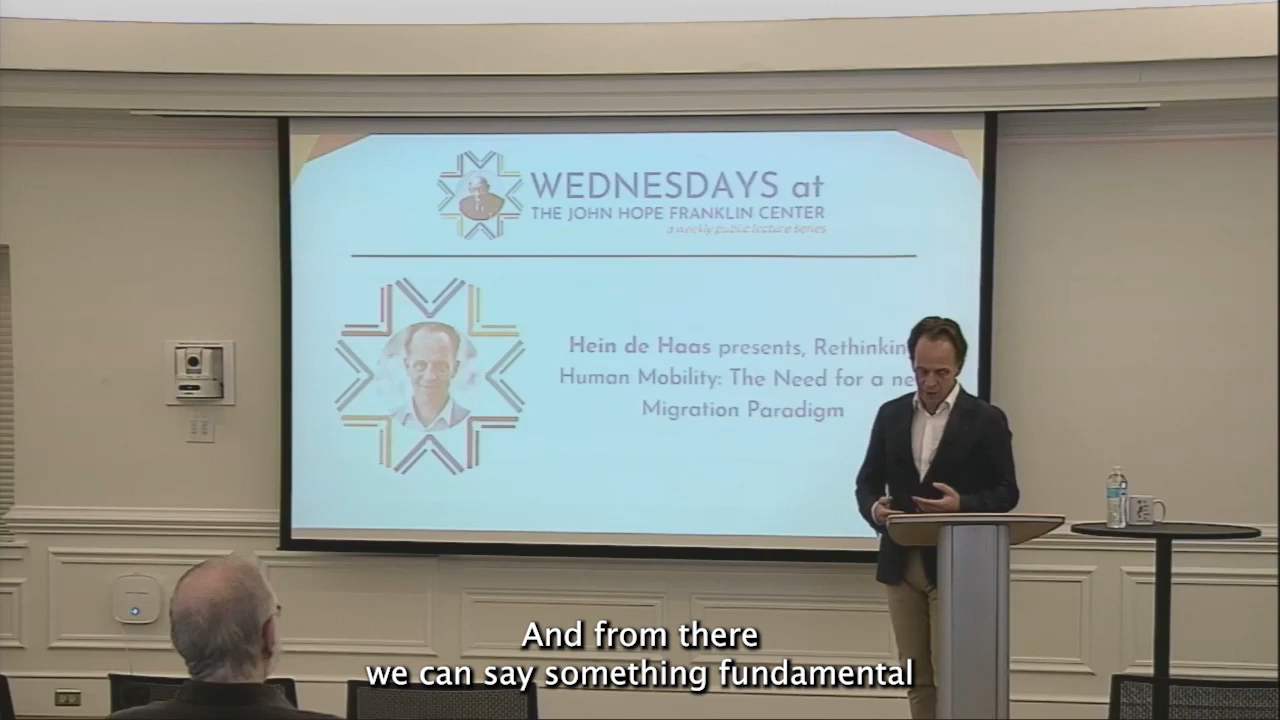 WEDNESDAYS at
THE JOHN HOPE FRANKLIN CENTER
a weekly public lecture series
Hein de Haas presents, Rethinkin
Human Mobility: The Need for a ne
Migration Paradigm
And from there
we can say something fundamental